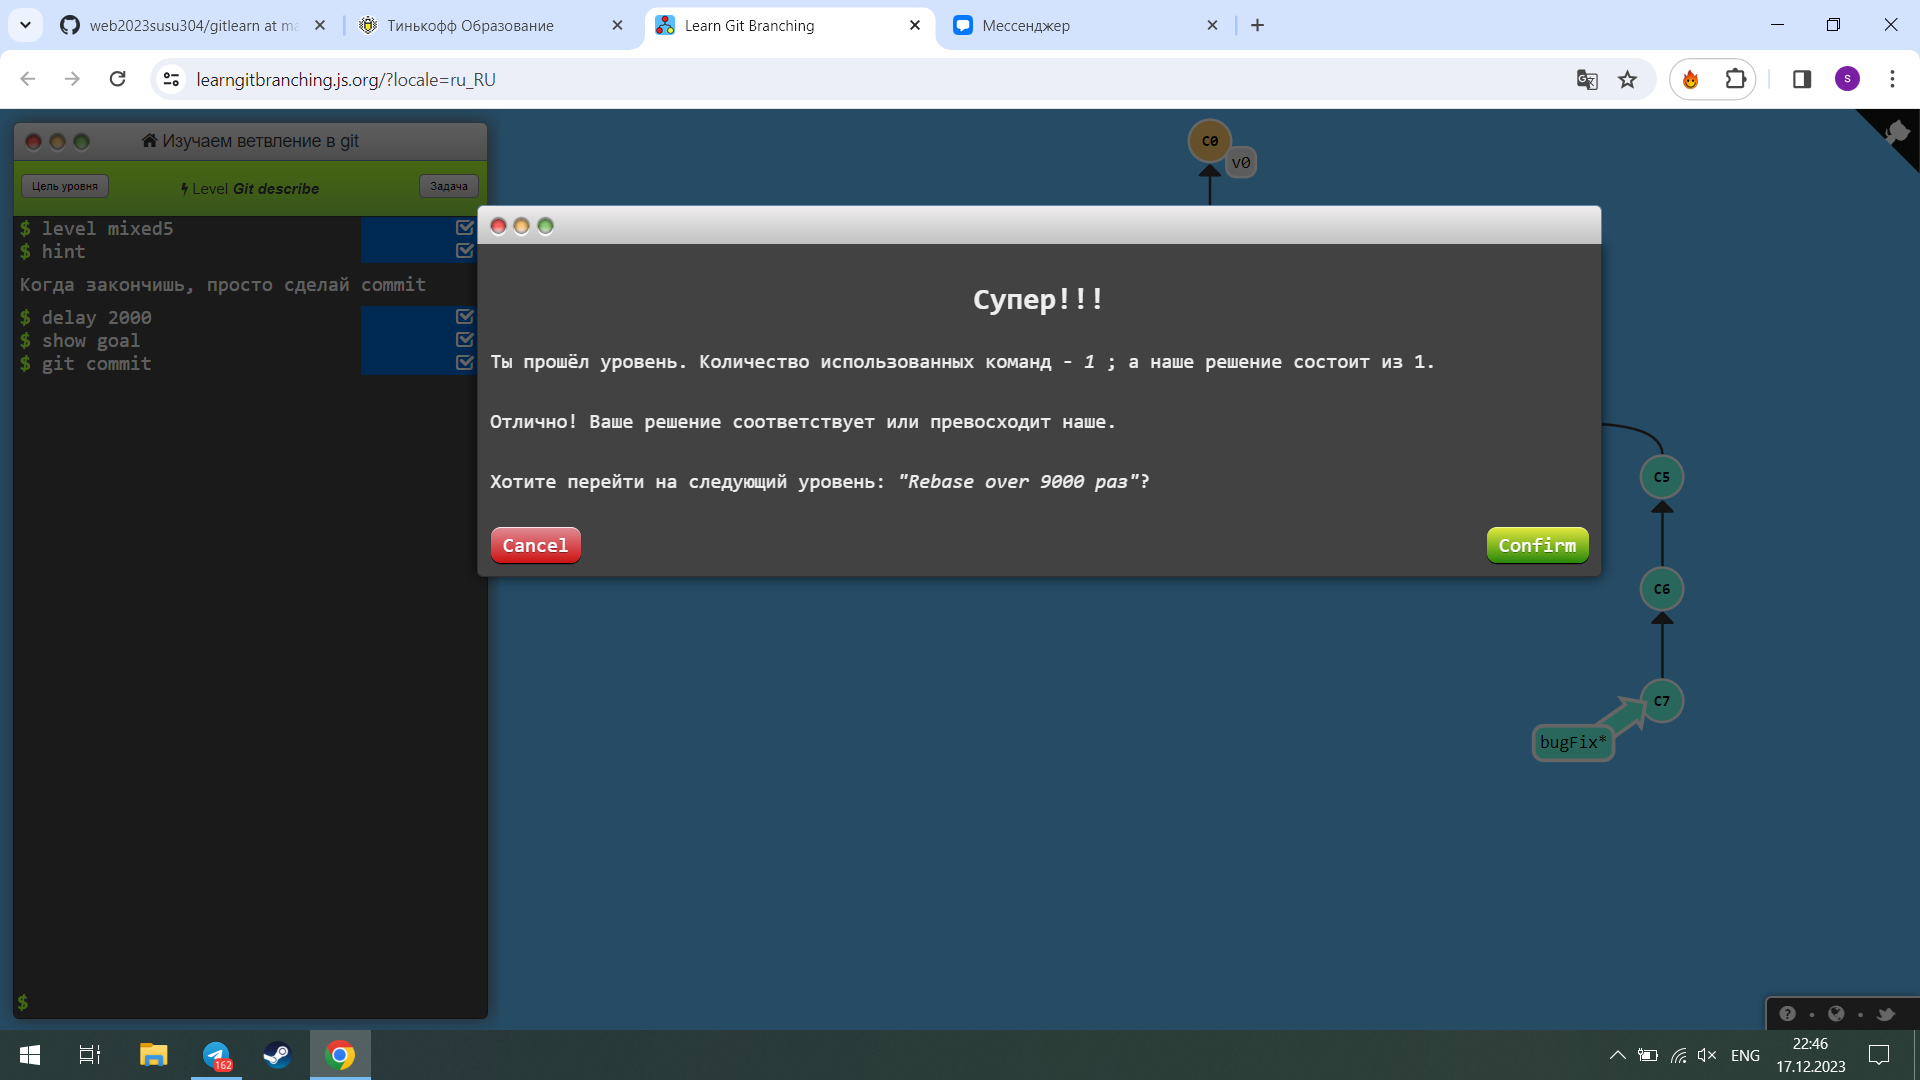 web2023susu304/gitlearn at ma
Тинькофф Образование
Learn Git Branching
Мессенджер
learngitbranching.js.org/?locale=ru_RU
S
Изучаем ветвление в git
Цель уровня
Level Git describe
Задача
$ level mixed5
$ hint
Когда закончишь, просто сделай commit
$ delay 2000
$ show goal
$ git commit
$
C0
v0
Супер!!!
Ты прошёл уровень. Количество использованных команд - 1 ; а наше решение состоит из 1.
Отлично! Ваше решение соответствует или превосходит наше.
Хотите перейти на следующий уровень: "Rebase over 9000 раз"?
Cancel
Confirm
C5
C6
C7
bugFix*
162
ENG
22:46
17.12.2023